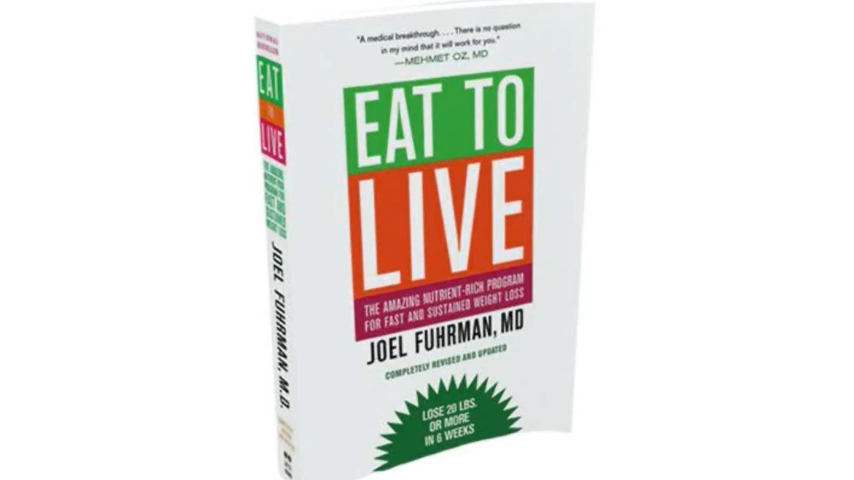 "A medical breakthrough. . . . There is no question
in my mind that it will work for you."
—MEHMET OZ, MD
EAT TO
LIVE
THE AMAZING NUTRIENT-RICH PROGRAM
FOR FAST AND SUSTAINED WEIGHT LOSS
JOEL FUHRMAN, MD
COMPLETELY REVISED AND UPDATED
LOSE 20 LBS.
OR MORE
IN 6 WEEKS
EAT
TO
LIVE
JOEL FUHRMAN, M.D.